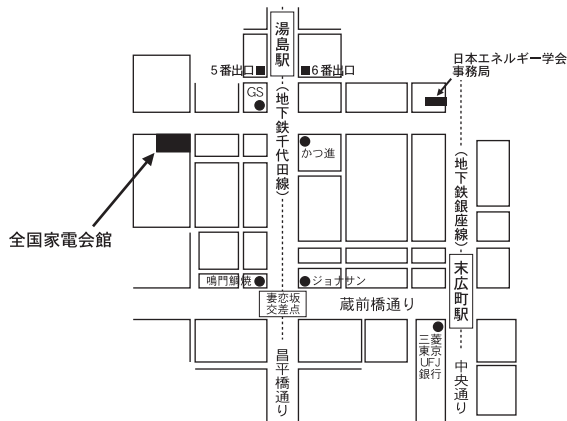 湯島駅
5番出口
6番出口
日本エネルギー学会
事務局
GS
(地下鉄千代田線)
かつ進
(地下鉄銀座線)
全国家電会館
鳴門鯛焼
ジョナサン
末広町駅
妻恋坂
交差点
蔵前橋通り
三菱
東京
UFJ
銀行
昌平橋通り
中央通り